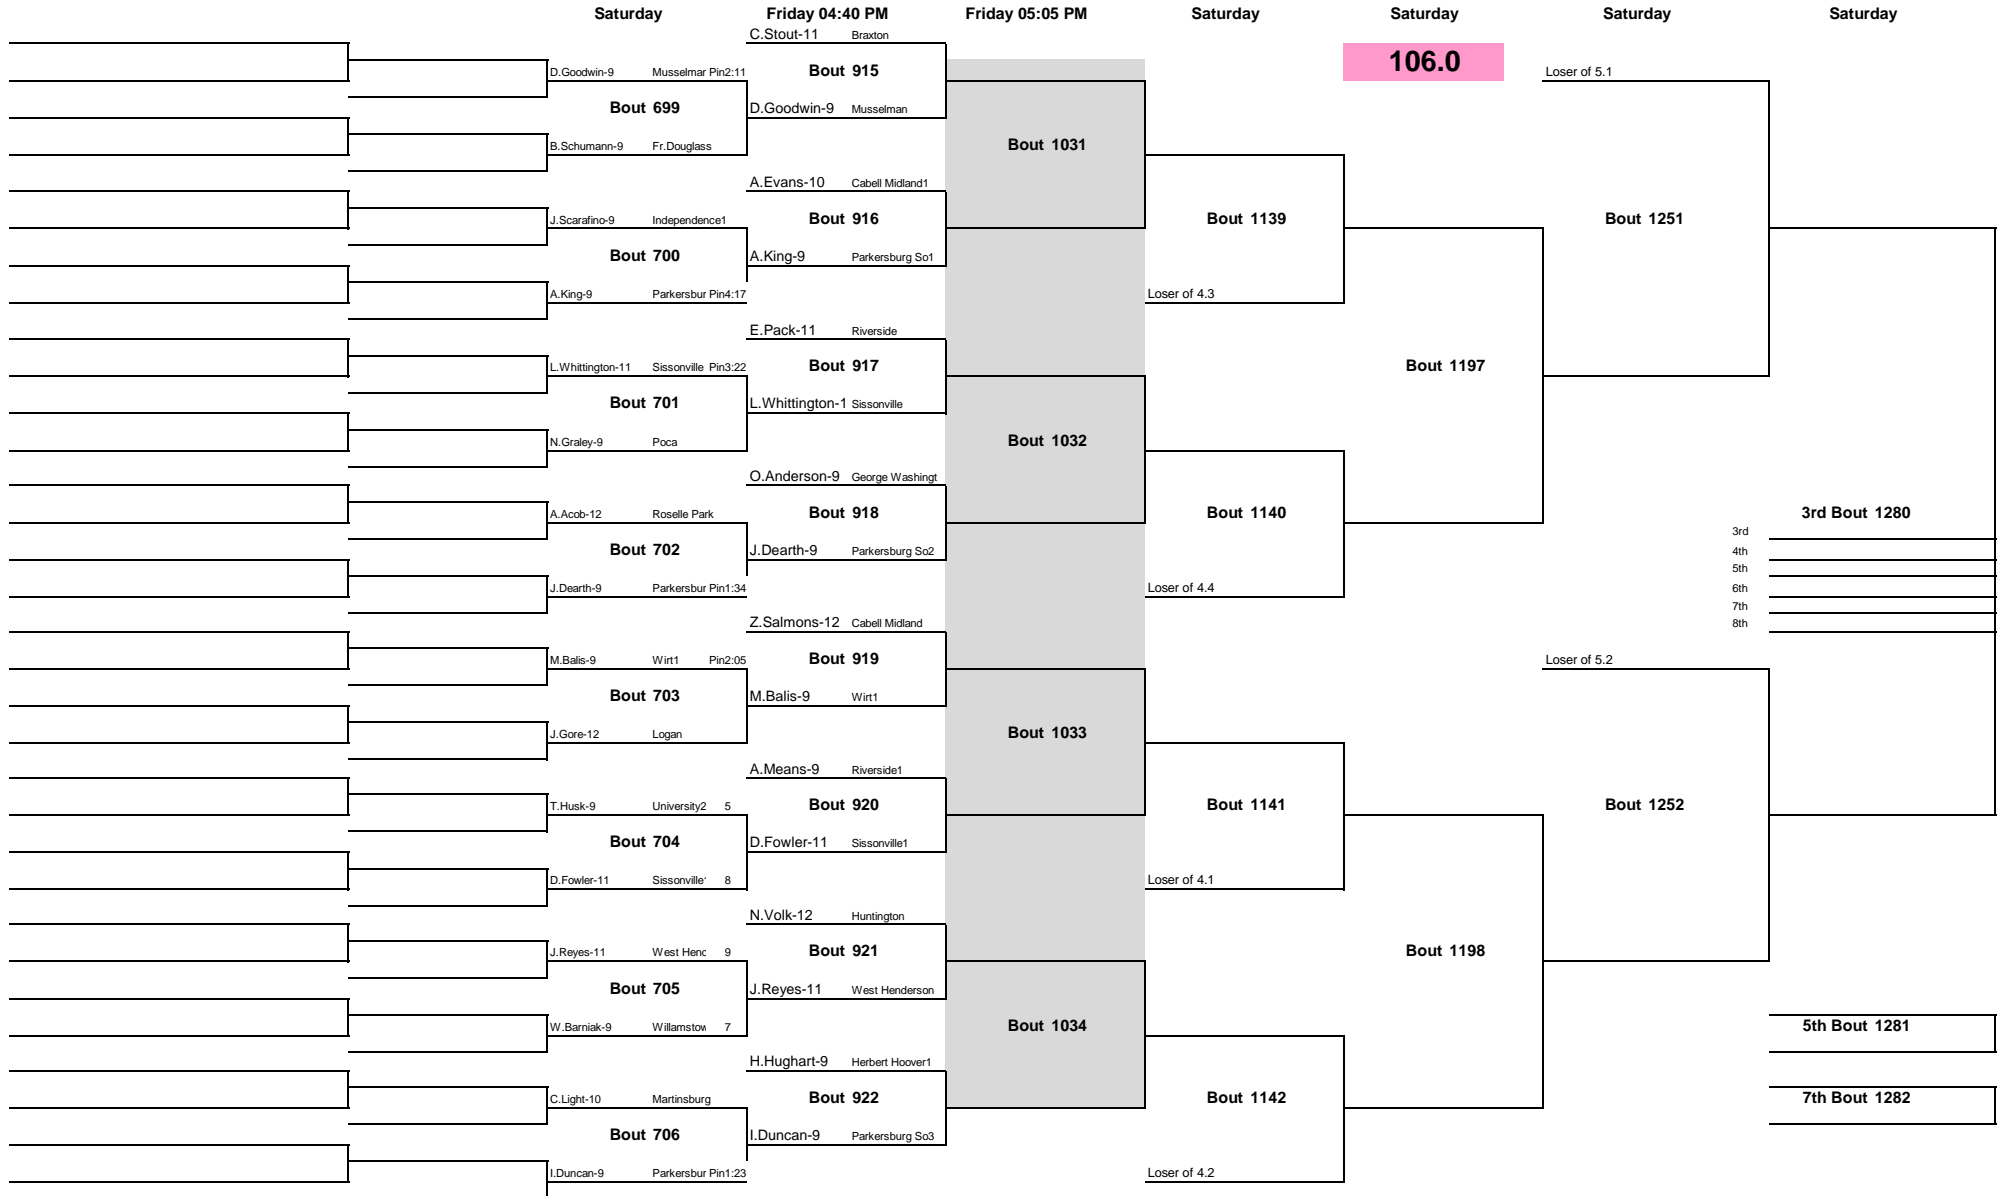 Saturday Friday 04:40 PM Friday 05:05 PM Saturday Saturday Saturday Saturday
C.Stout-11 Braxton
106.0
D.Goodwin-9 Musselmar Pin2:11 Bout 915 Loser of 5.1
Bout 699 D.Goodwin-9 Musselman
B.Schumann-9 Fr.Douglass Bout 1031
A.Evans-10 Cabell Midland1
J.Scarafino-9 Independence1 Bout 916 Bout 1139 Bout 1251
Bout 700 A.King-9 Parkersburg So1
A.King-9 Parkersbur Pin4:17 Loser of 4.3
E.Pack-11 Riverside
L.Whittington-11 Sissonville Pin3:22 Bout 917 Bout 1197
Bout 701 L.Whittington-1 Sissonville
N.Graley-9 Poca Bout 1032
O.Anderson-9 George Washingt
A.Acob-12 Roselle Park Bout 918 Bout 1140 3rd Bout 1280
3rd
Bout 702 J.Dearth-9 Parkersburg So2 4th
5th
J.Dearth-9 Parkersbur Pin1:34 Loser of 4.4 6th
7th
Z.Salmons-12 Cabell Midland 8th
M.Balis-9 Wirt1 Pin2:05 Bout 919 Loser of 5.2
Bout 703 M.Balis-9 Wirt1
J.Gore-12 Logan Bout 1033
A.Means-9 Riverside1
T.Husk-9 University2 5 Bout 920 Bout 1141 Bout 1252
Bout 704 D.Fowler-11 Sissonville1
D.Fowler-11 Sissonville' 8 Loser of 4.1
N.Volk-12 Huntington
J.Reyes-11 West Henc 9 Bout 921 Bout 1198
Bout 705 J.Reyes-11 West Henderson
W.Barniak-9 Willamstow 7 Bout 1034 5th Bout 1281
H.Hughart-9 Herbert Hoover1
C.Light-10 Martinsburg Bout 922 Bout 1142 7th Bout 1282
Bout 706 I.Duncan-9 Parkersburg So3
I.Duncan-9 Parkersbur Pin1:23 Loser of 4.2